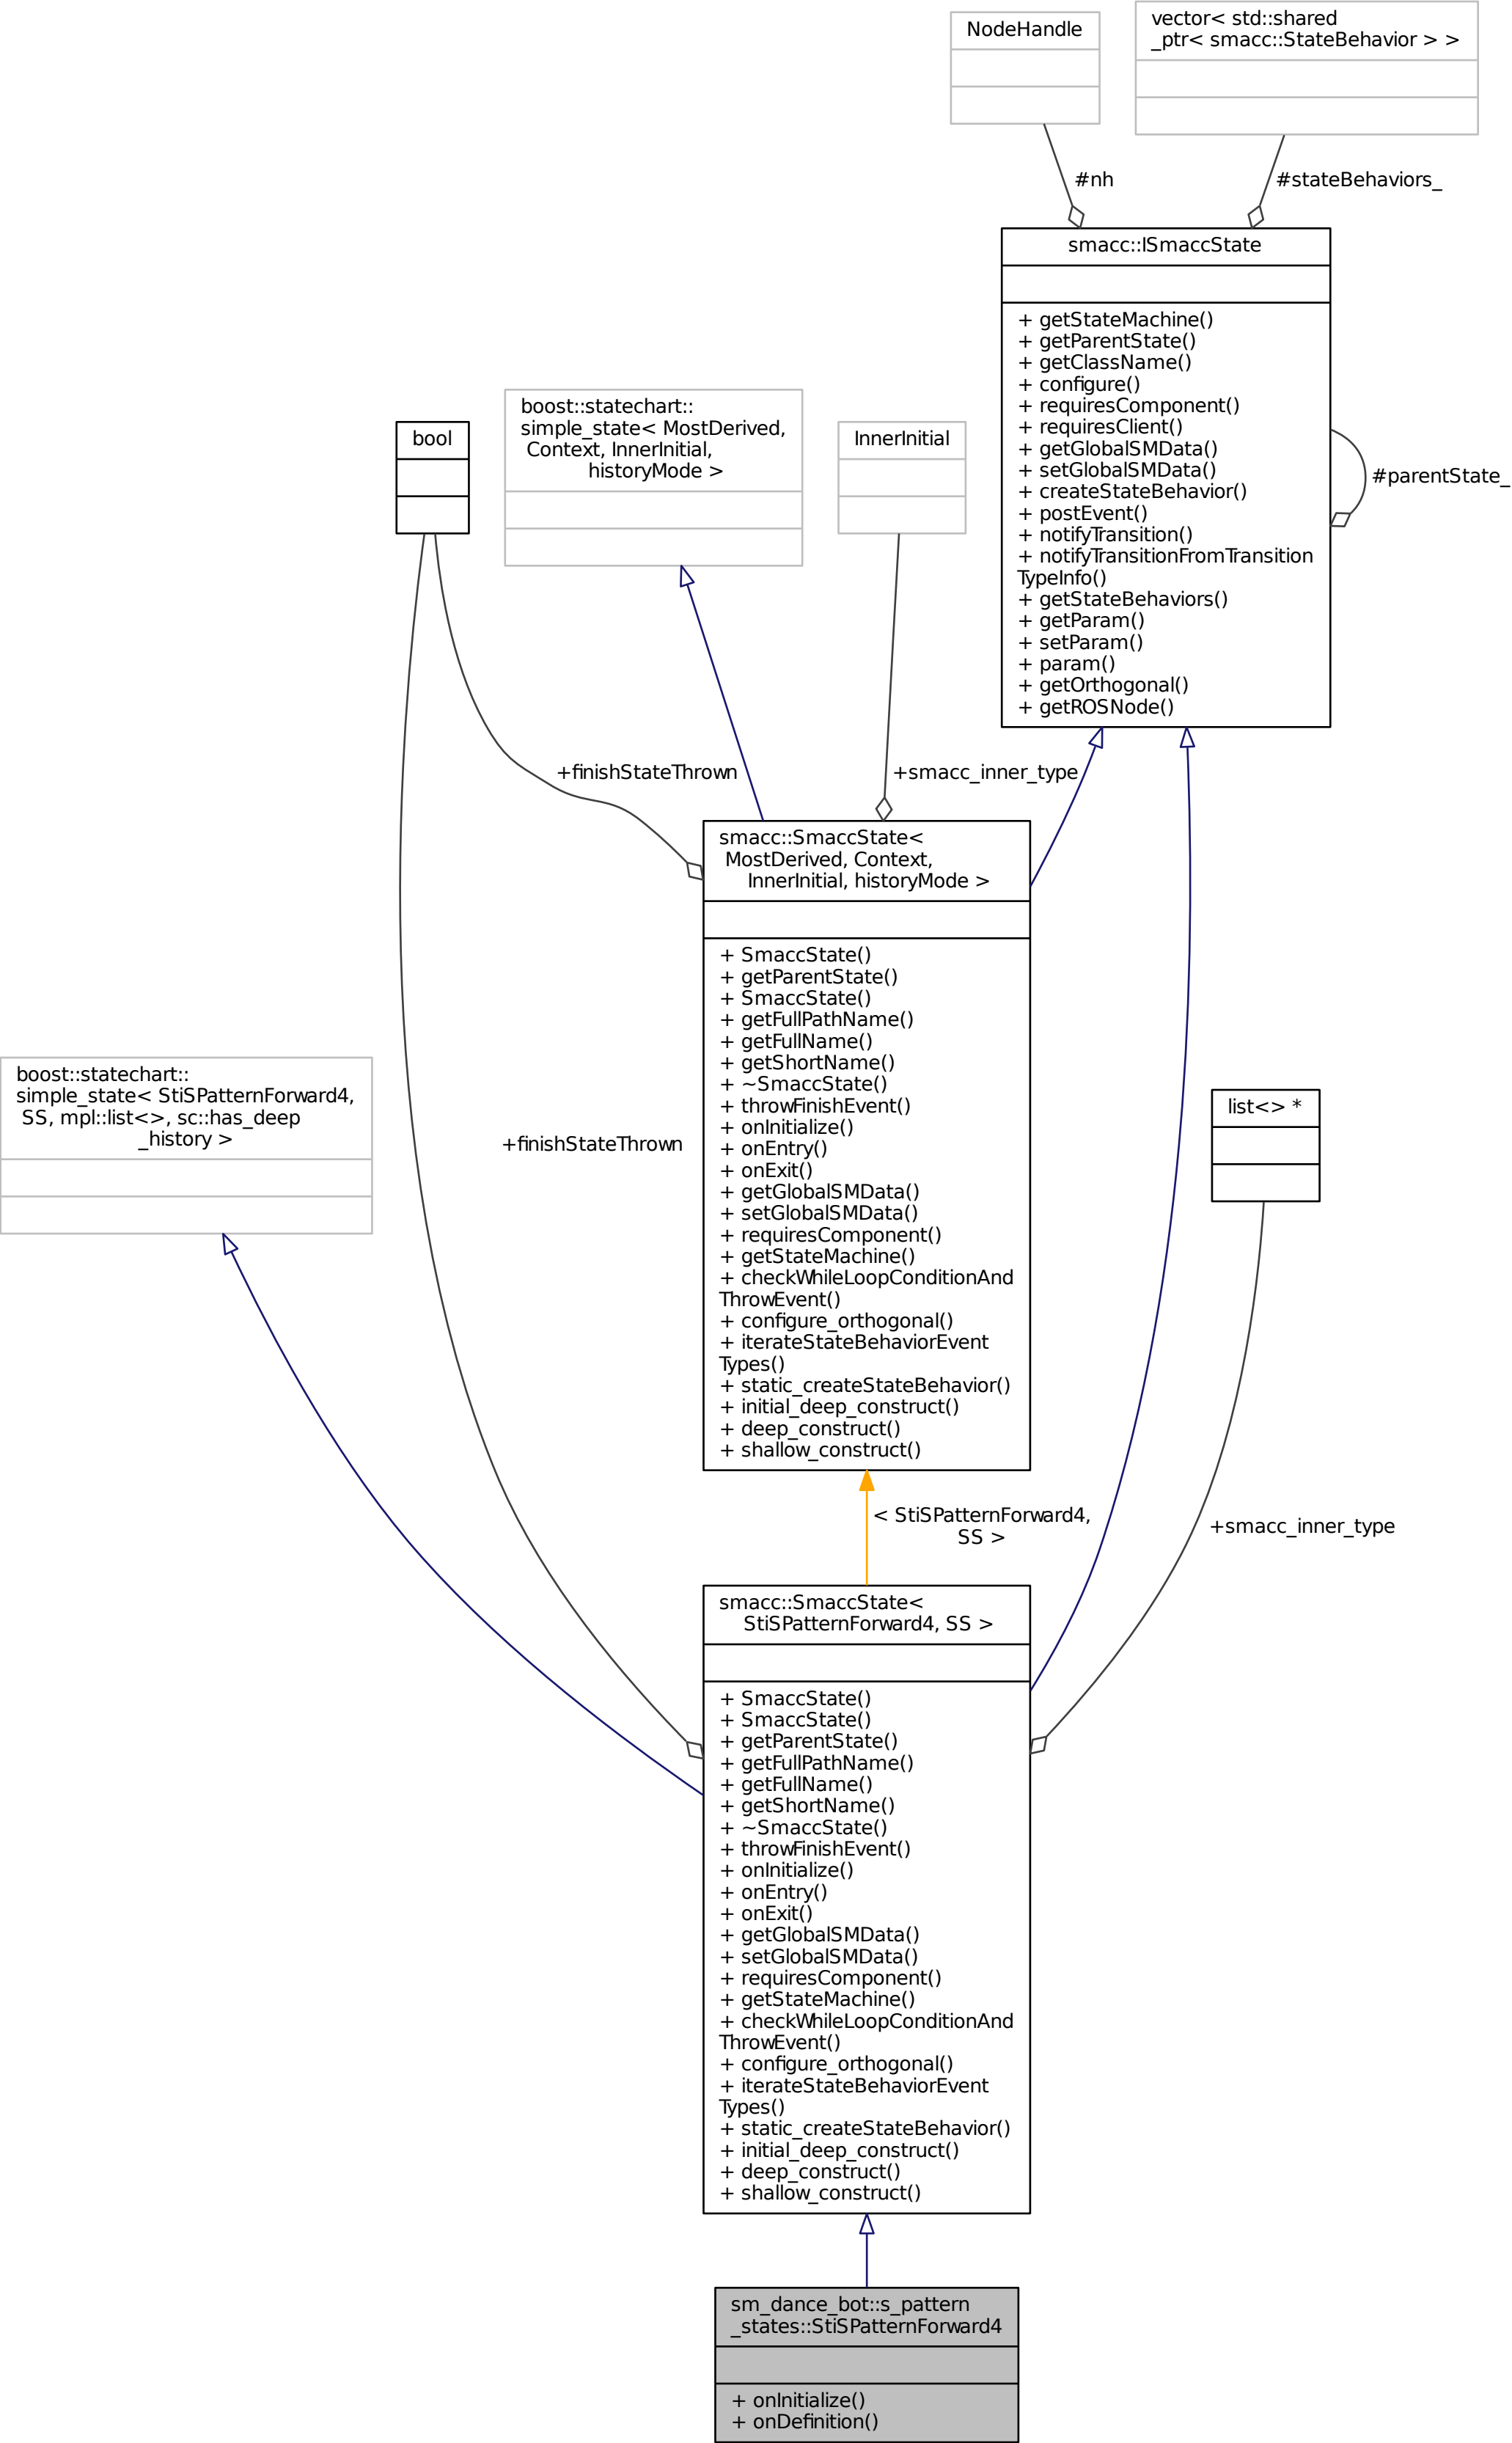 NodeHandle
vector< std::shared
_ptr< smacc::StateBehavior > >
#nh
#stateBehaviors_
smacc::ISmaccState
+ getStateMachine()
+ getParentState()
+ getClassName()
+ configure()
+ requiresComponent()
+ requiresClient()
+ getGlobalSMData()
+ setGlobalSMData()
+ createStateBehavior()
+ postEvent()
+ notifyTransition()
+ notifyTransitionFromTransition
TypeInfo()
+ getStateBehaviors()
+ getParam()
+ setParam()
+ param()
+ getOrthogonal()
+ getROSNode()
#parentState_
bool
boost::statechart::
simple_state< MostDerived,
Context, InnerInitial,
historyMode >
InnerInitial
+finishStateThrown
+smacc_inner_type
smacc::SmaccState<
MostDerived, Context,
InnerInitial, historyMode >
+ SmaccState()
+ getParentState()
+ SmaccState()
+ getFullPathName()
+ getFullName()
+ getShortName()
+ ~SmaccState()
+ throwFinishEvent()
+ onInitialize()
+ onEntry()
+ onExit()
+ getGlobalSMData()
+ setGlobalSMData()
+ requiresComponent()
+ getStateMachine()
+ checkWhileLoopConditionAnd
ThrowEvent()
+ configure_orthogonal()
+ iterateStateBehaviorEvent
Types()
+ static_createStateBehavior()
+ initial_deep_construct()
+ deep_construct()
+ shallow_construct()
boost::statechart::
simple_state< StiSPatternForward4,
SS, mpl::list<>, sc::has_deep
_history >
+finishStateThrown
list<> *
< StiSPatternForward4,
SS >
+smacc_inner_type
smacc::SmaccState<
StiSPatternForward4, SS >
+ SmaccState()
+ SmaccState()
+ getParentState()
+ getFullPathName()
+ getFullName()
+ getShortName()
+ ~SmaccState()
+ throwFinishEvent()
+ onInitialize()
+ onEntry()
+ onExit()
+ getGlobalSMData()
+ setGlobalSMData()
+ requiresComponent()
+ getStateMachine()
+ checkWhileLoopConditionAnd
ThrowEvent()
+ configure_orthogonal()
+ iterateStateBehaviorEvent
Types()
+ static_createStateBehavior()
+ initial_deep_construct()
+ deep_construct()
+ shallow_construct()
sm_dance_bot::s_pattern
_states::StiSPatternForward4
+ onInitialize()
+ onDefinition()